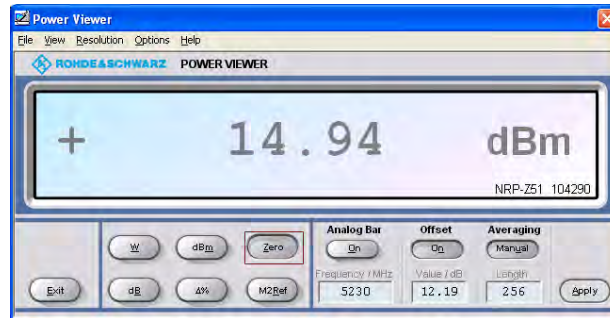 Power Viewer
File View Resolution Options Help
ROHDE&SCHWARZ POWER VIEWER
+ 14.94 dBm
NRP-Z51 104290
Analog Bar Offset Averaging
W dBm Zero On On Manual
Frequency / MHz Value / dB Length
Exit dB Δ% M2Ref 5230 12.19 256 Apply